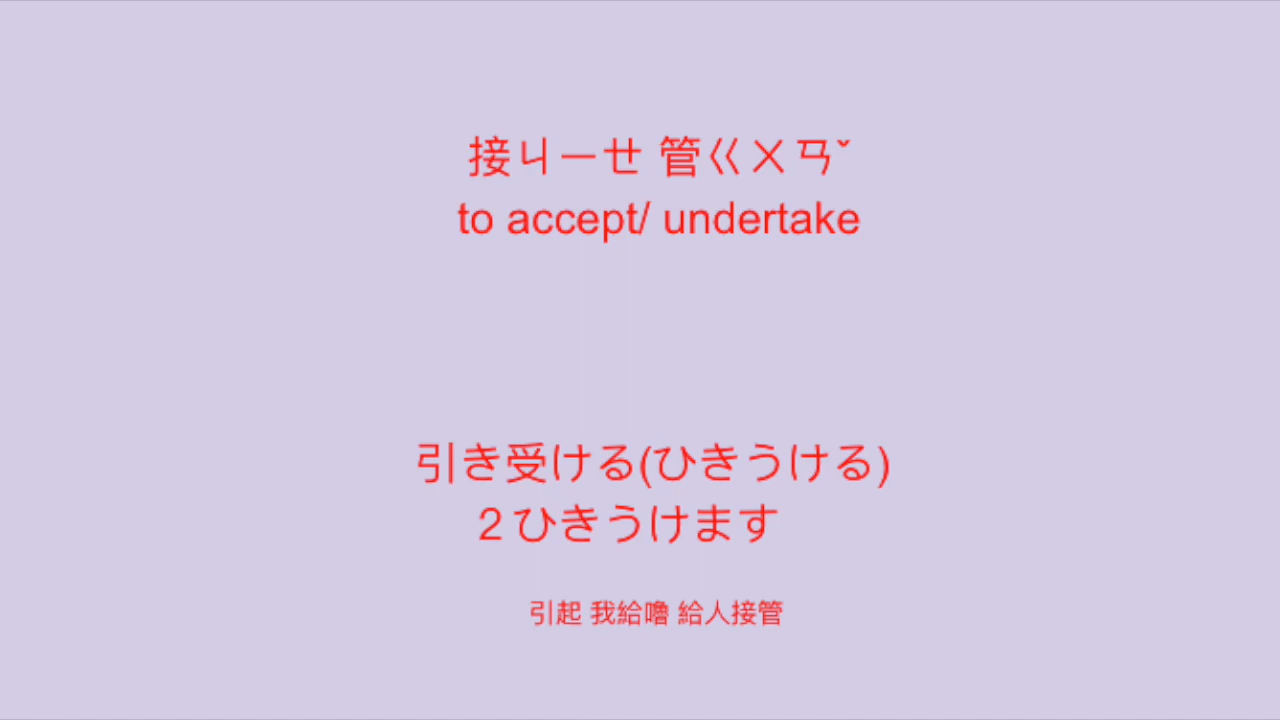 接ㄐㄧㄝ 管ㄍㄨㄢˇ
to accept/ undertake
引き受ける(ひきうける)
２ひきうけます
引起 我給嚕 給人接管